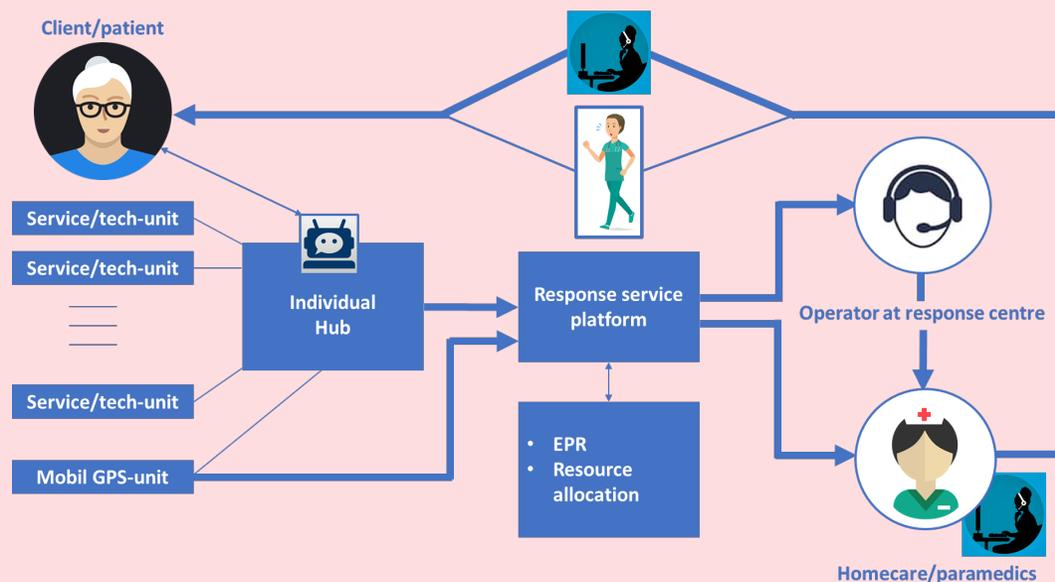 Client/patient
Service/tech-unit
Service/tech-unit
Service/tech-unit
Mobil GPS-unit
Individual
Hub
Response service
platform
• EPR
• Resource
allocation
Operator at response centre
Homecare/paramedics